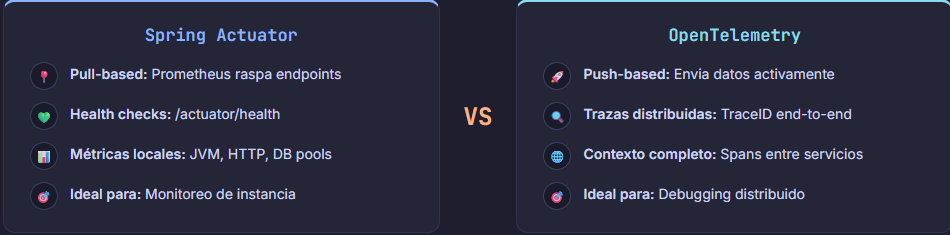 Spring Actuator
Pull-based: Prometheus raspa endpoints
Health checks: /actuator/health
Métricas locales: JVM, HTTP, DB pools
Ideal para: Monitoreo de instancia
VS
OpenTelemetry
Push-based: Envia datos activamente
Trazas distribuidas: TraceID end-to-end
Contexto completo: Spans entre servicios
Ideal para: Debugging distribuido